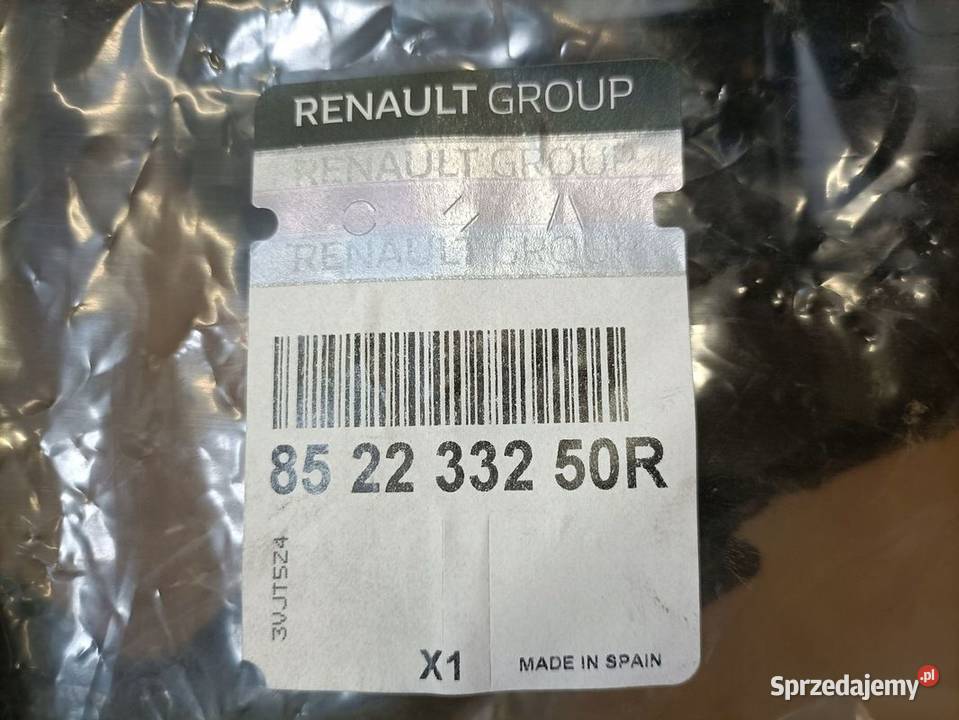 RENAULT GROUP
RENAULT GROUP
RENAULT GROUP
85 22 332 50R
3VJT5Z4
X1
MADE IN SPAIN
Sprzedajemy.pl